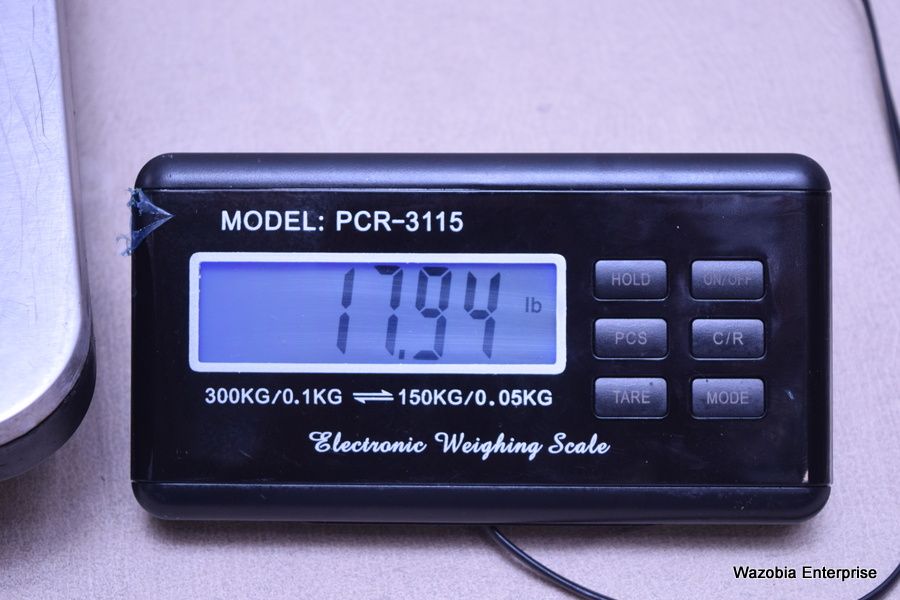 MODEL: PCR-3115
17.94 lb
HOLD ON/OFF
PCS C/R
TARE MODE
300KG/0.1KG ⇌ 150KG/0.05KG
Electronic Weighing Scale
Wazobia Enterprise